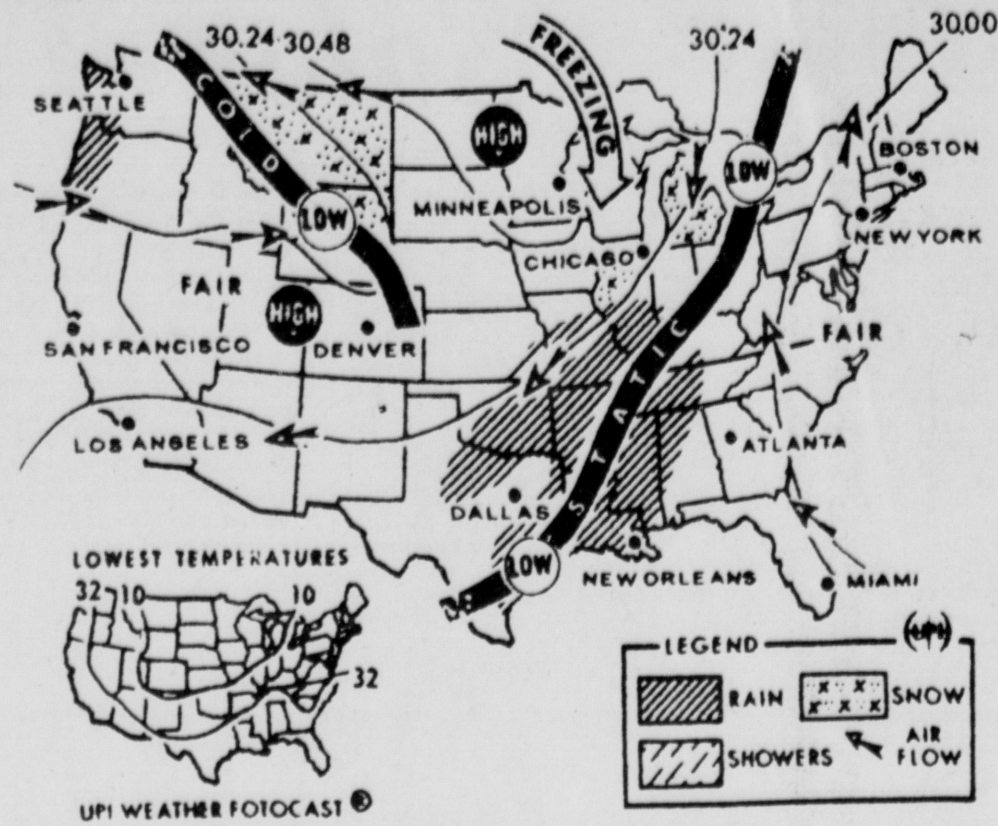 30.24 30.48
30.24
30.00
FREEZING
COLD
SEATTLE
HIGH
LOW
BOSTON
LOW
MINNEAPOLIS
NEW YORK
CHICAGO
FAIR
HIGH
STATIC
FAIR
SAN FRANCISCO
DENVER
LOS ANGELES
ATLANTA
DALLAS
LOW
NEW ORLEANS
MIAMI
LOWEST TEMPERATURES
32 10
10
32
UPI WEATHER FOTOCAST ®
(UPI)
LEGEND
RAIN
SNOW
SHOWERS
AIR
FLOW